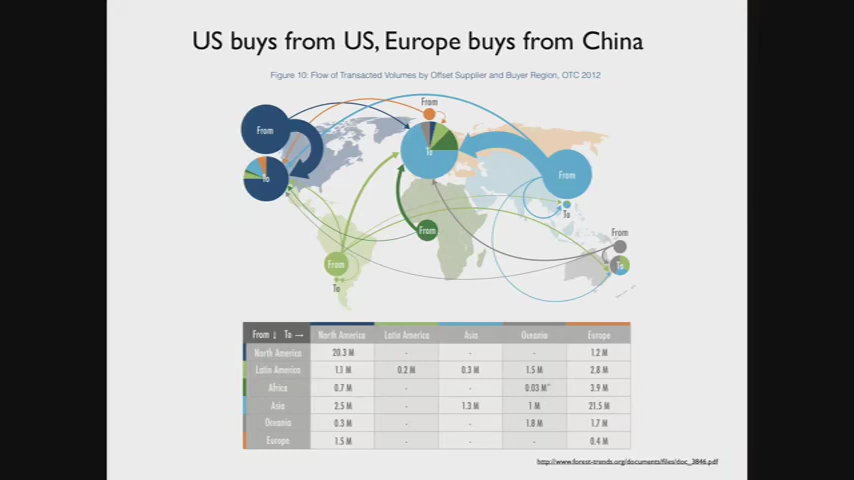 US buys from US, Europe buys from China
Figure 10: Flow of Transacted Volumes by Offset Supplier and Buyer Region, OTC 2012
From
From
To
To
From
To
From
From
To
From
To
From ↓ To → North America Latin America Asia Oceania Europe
North America 20.3 M - - - 1.2 M
Latin America 1.1 M 0.2 M 0.3 M 1.5 M 2.8 M
Africa 0.7 M - - 0.03 M* 3.9 M
Asia 2.5 M - 1.3 M 1 M 21.5 M
Oceania 0.3 M - - 1.8 M 1.7 M
Europe 1.5 M - - - 0.4 M
http://www.forest-trends.org/documents/files/doc_3846.pdf